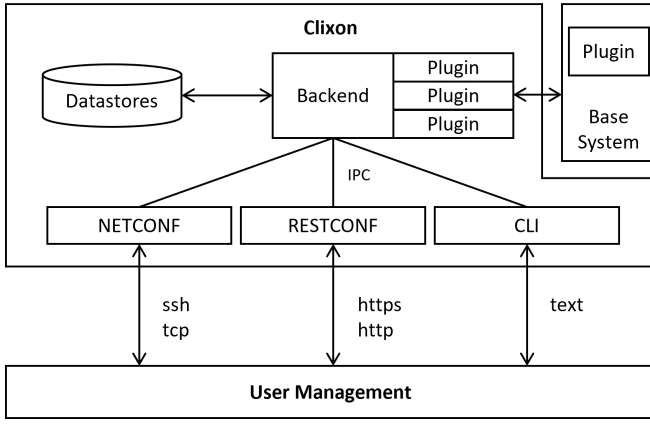 Clixon
Plugin
Plugin
Plugin
Plugin
Datastores
Backend
Base
System
IPC
NETCONF
RESTCONF
CLI
ssh
tcp
https
http
text
User Management